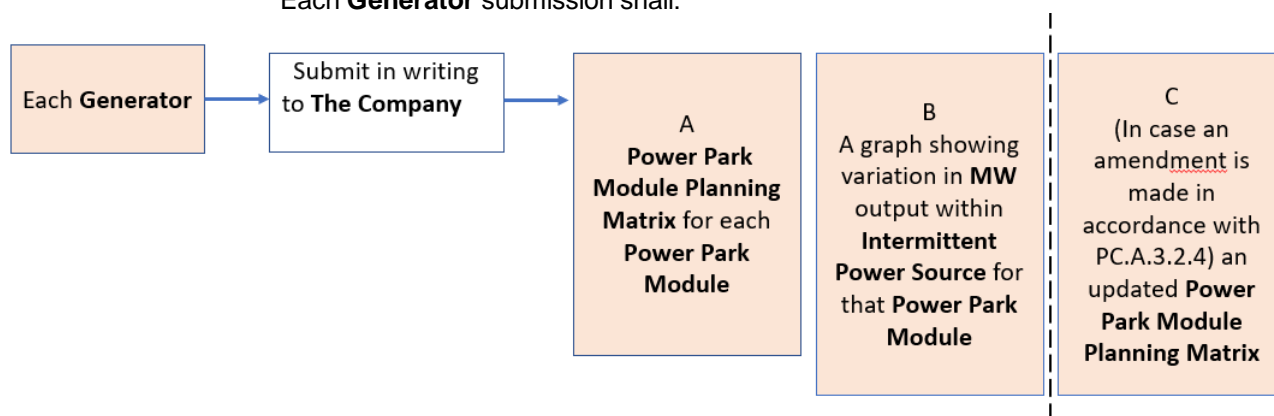 Each Generator submission shall:
Each Generator
Submit in writing
to The Company
A
Power Park
Module Planning
Matrix for each
Power Park
Module
B
A graph showing
variation in MW
output within
Intermittent
Power Source for
that Power Park
Module
C
(In case an
amendment is
made in
accordance with
PC.A.3.2.4) an
updated Power
Park Module
Planning Matrix